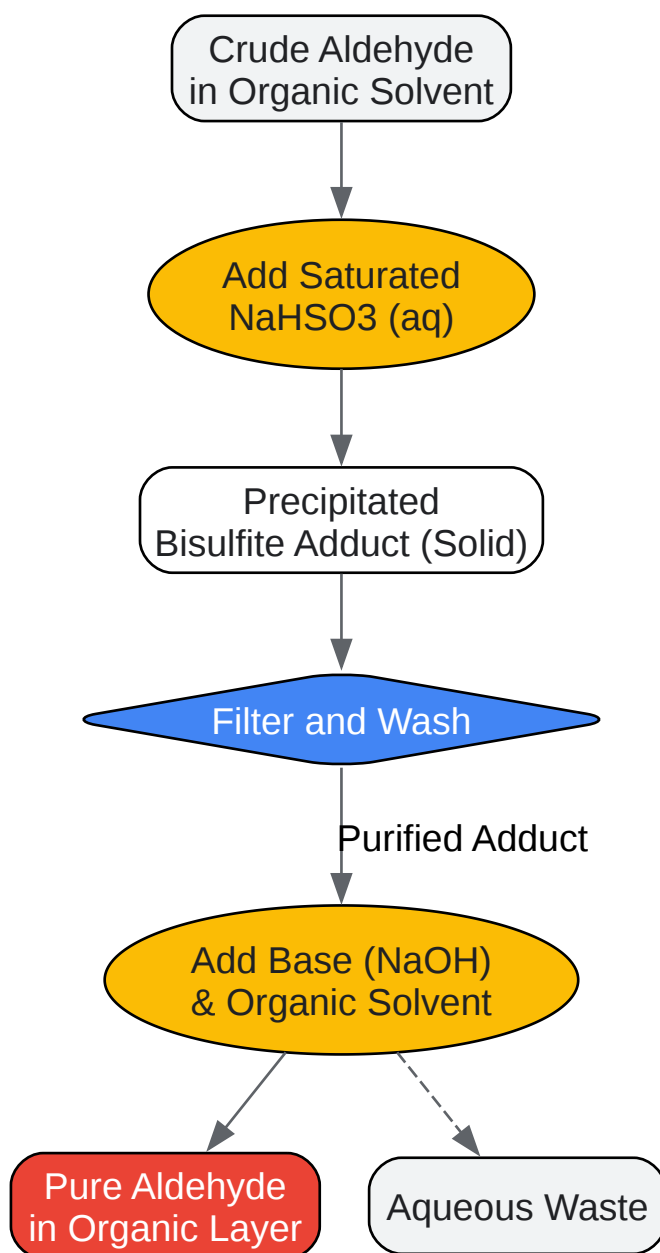 Crude Aldehyde
in Organic Solvent
Add Saturated
NaHSO3 (aq)
Precipitated
Bisulfite Adduct (Solid)
Filter and Wash
Purified Adduct
Add Base (NaOH)
& Organic Solvent
Pure Aldehyde
in Organic Layer
Aqueous Waste